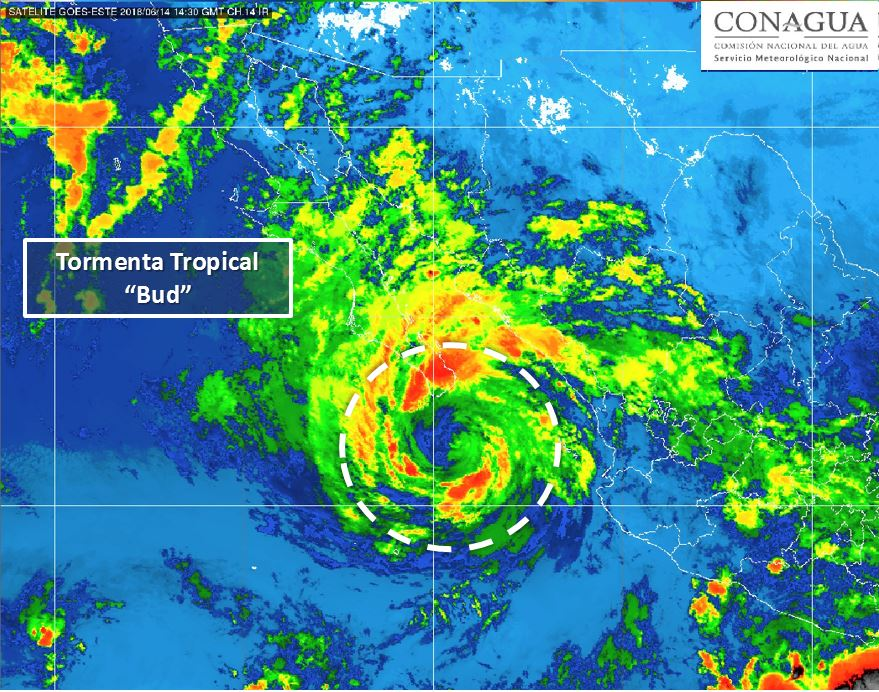 SATELITE GOES-ESTE 2018/06/14 14:30 GMT CH 14 IR
CONAGUA
COMISIÓN NACIONAL DEL AGUA
Servicio Meteorológico Nacional
Tormenta Tropical
“Bud”